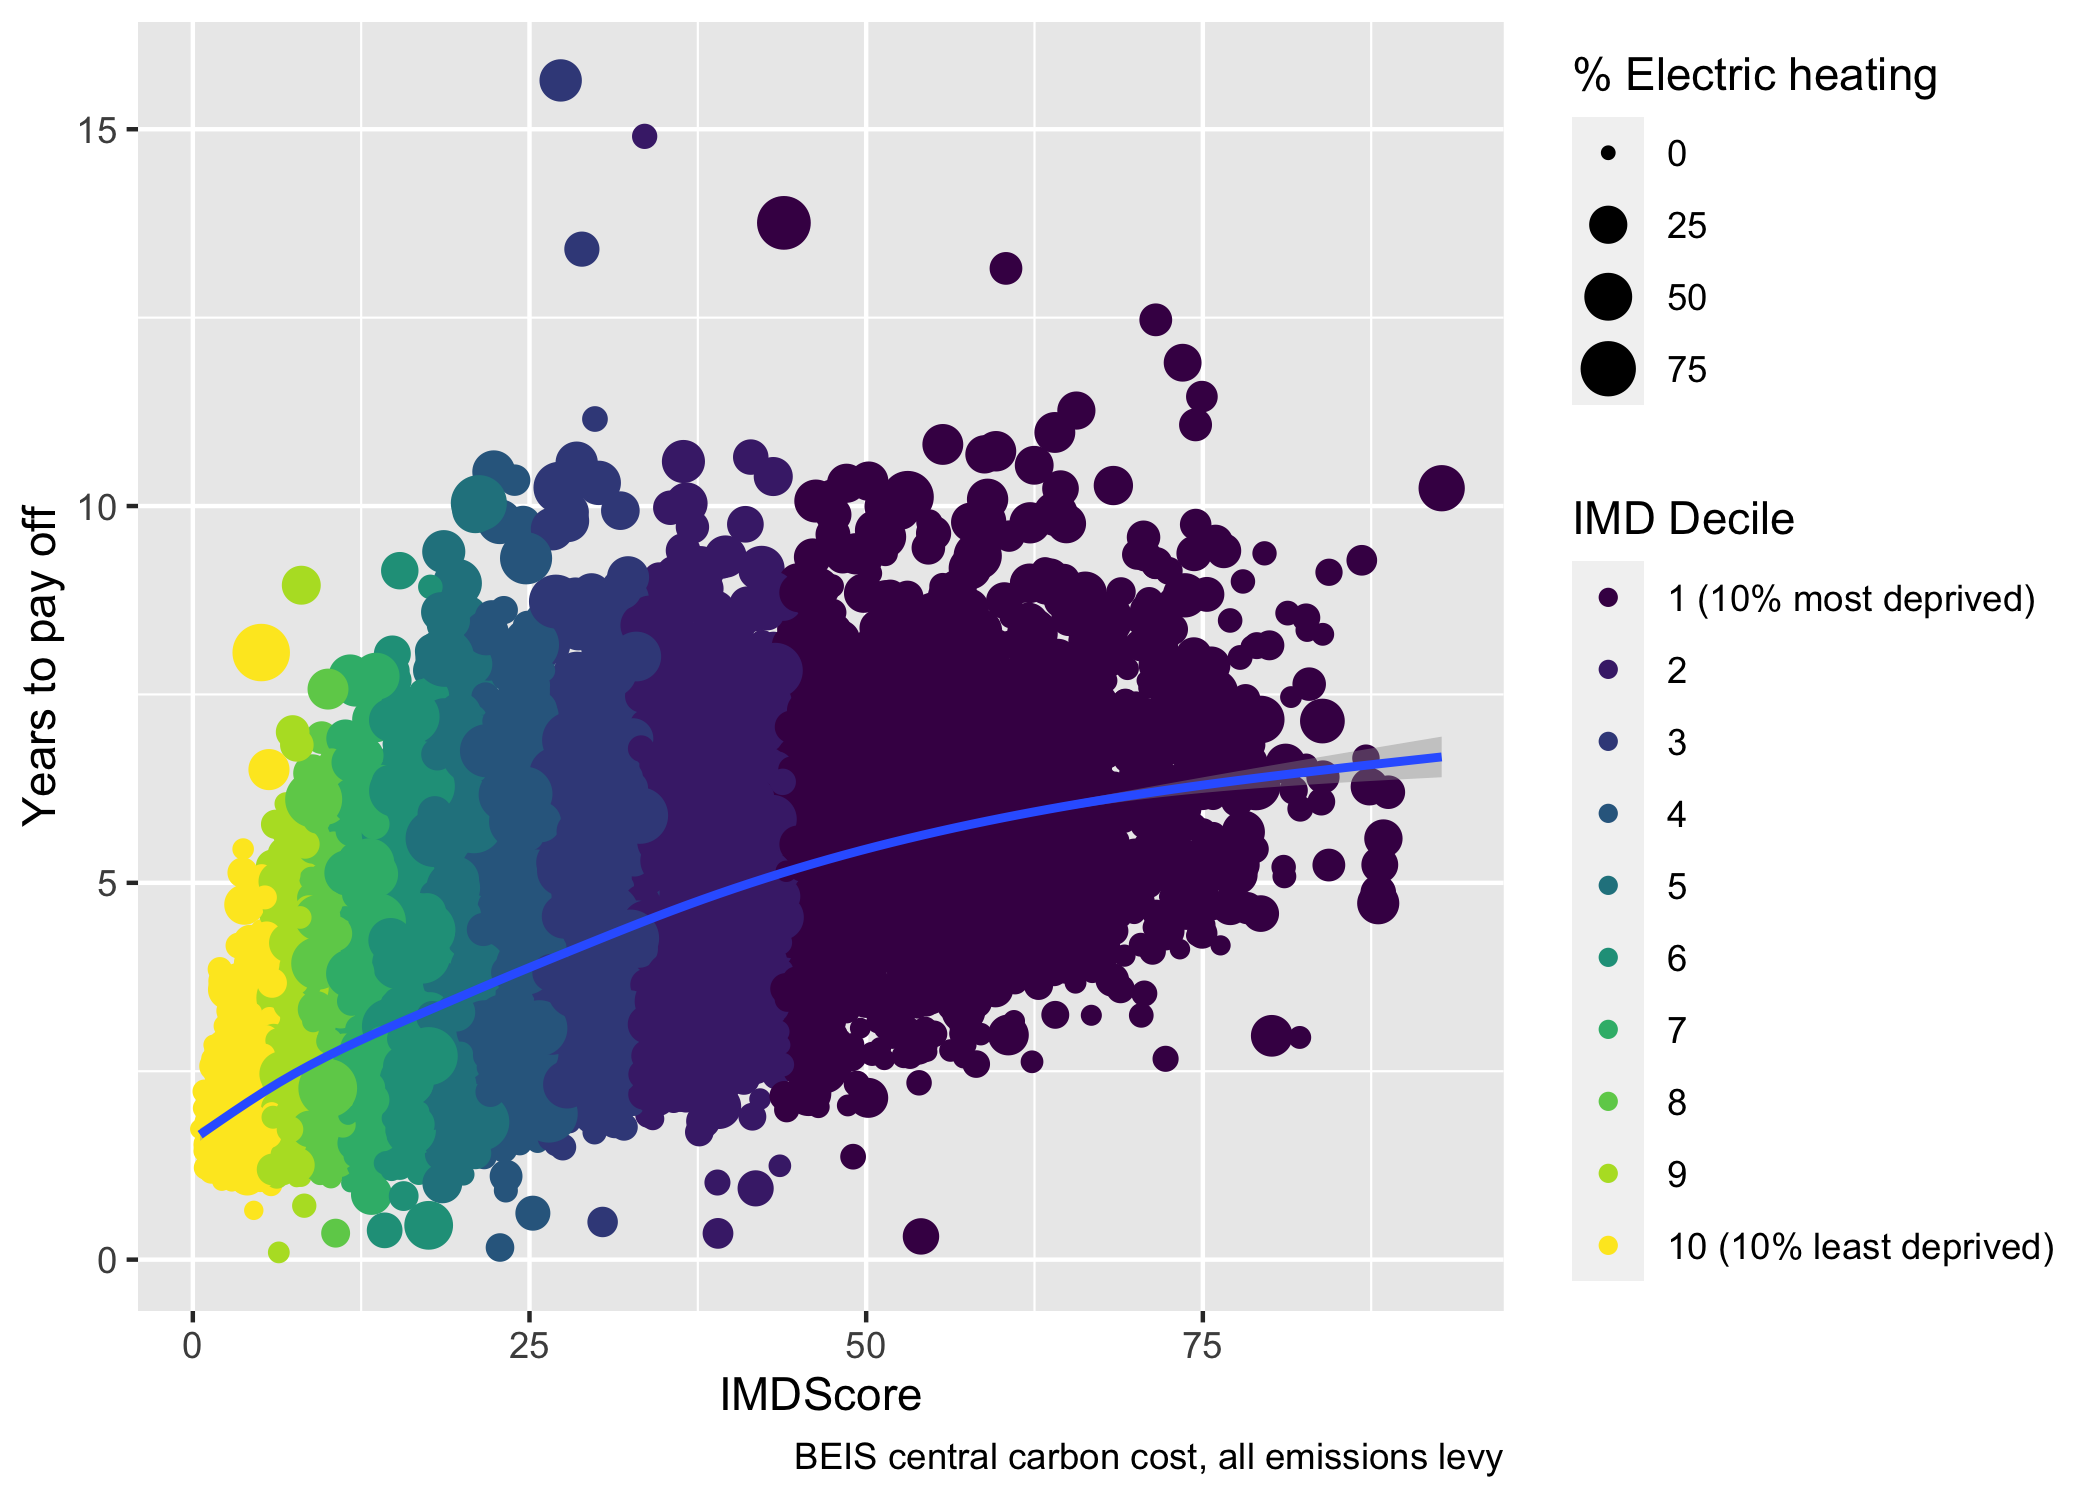 % Electric heating
0
25
50
75
IMD Decile
1 (10% most deprived)
2
3
4
5
6
7
8
9
10 (10% least deprived)
Years to pay off
15
10
5
0
0 25 50 75
IMDScore
BEIS central carbon cost, all emissions levy